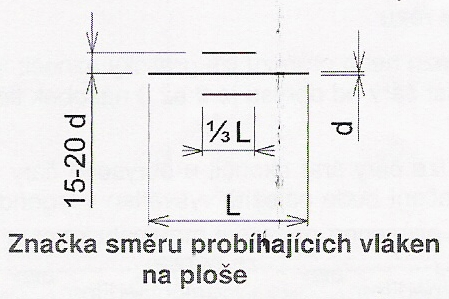 15-20 d
⅓ L
d
L
Značka směru probíhajících vláken
na ploše